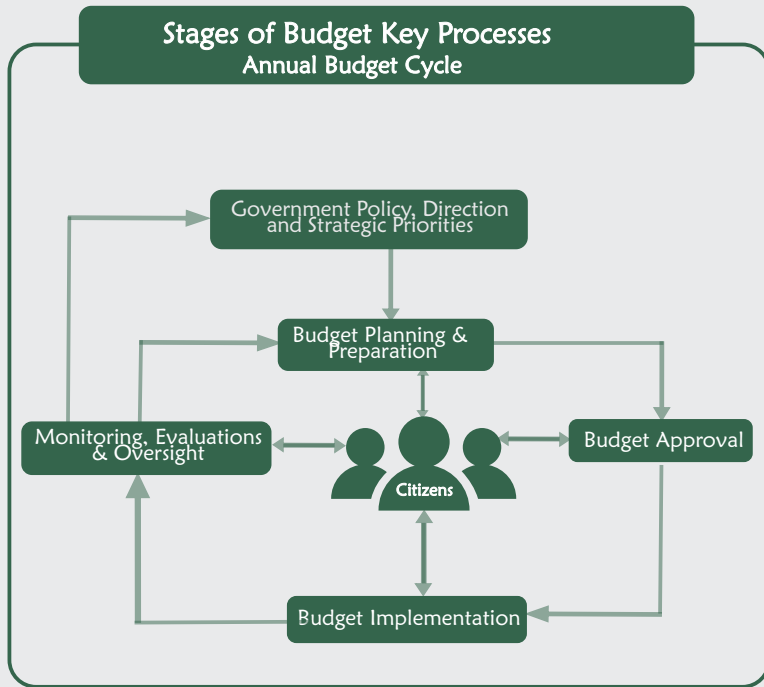 Stages of Budget Key Processes
Annual Budget Cycle
Government Policy, Direction
and Strategic Priorities
Budget Planning &
Preparation
Monitoring, Evaluations
& Oversight
Budget Approval
Citizens
Budget Implementation